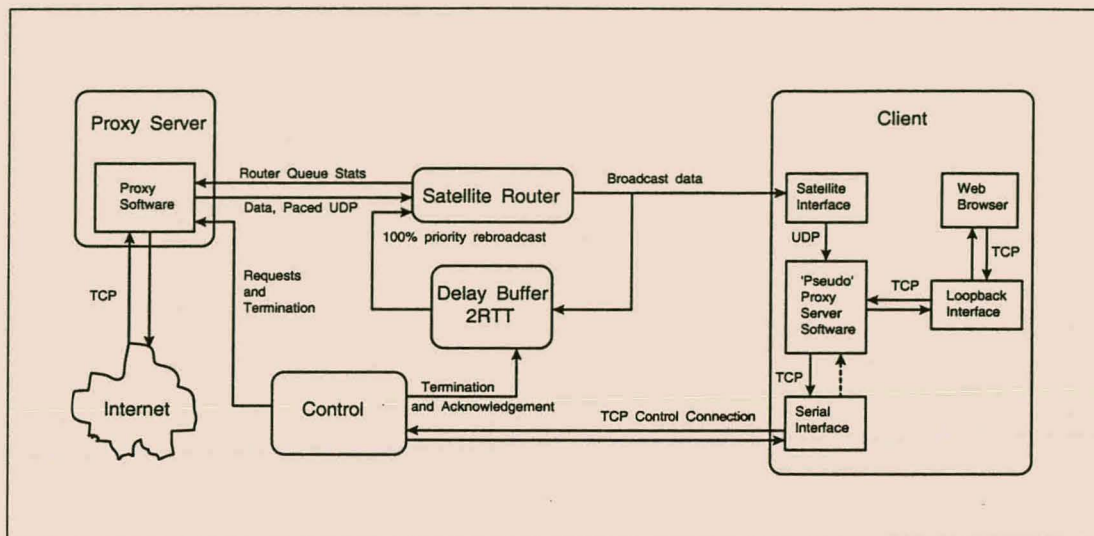 Proxy Server
Proxy
Software
Router Queue Stats
Data, Paced UDP
Satellite Router
100% priority rebroadcast
Broadcast data
Client
Satellite
Interface
Web
Browser
UDP
TCP
'Pseudo'
Proxy
Server
Software
TCP
Loopback
Interface
TCP
Requests
and
Termination
Delay Buffer
2RTT
TCP
Internet
Control
Termination
and Acknowledgement
TCP Control Connection
Serial
Interface